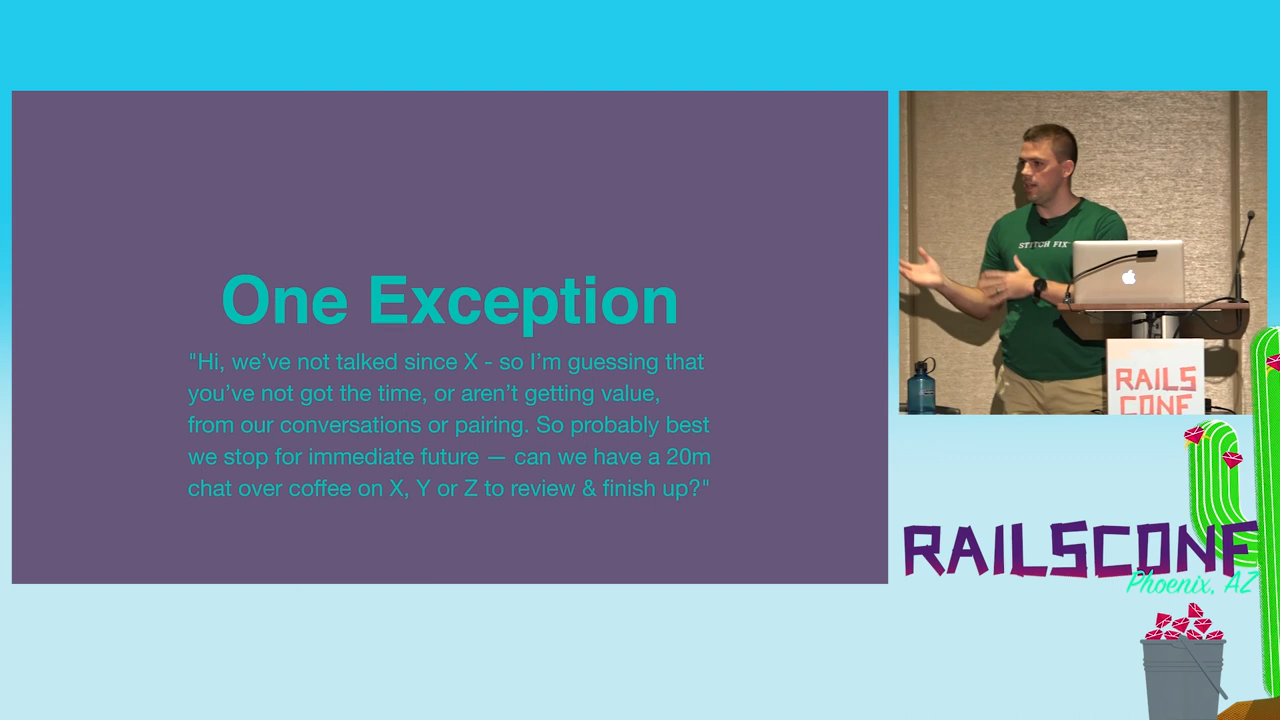 One Exception
"Hi, we’ve not talked since X - so I’m guessing that
you’ve not got the time, or aren’t getting value,
from our conversations or pairing. So probably best
we stop for immediate future — can we have a 20m
chat over coffee on X, Y or Z to review & finish up?"
STITCH FIX
RAILS
CONF
RAILSCONF
Phoenix, AZ